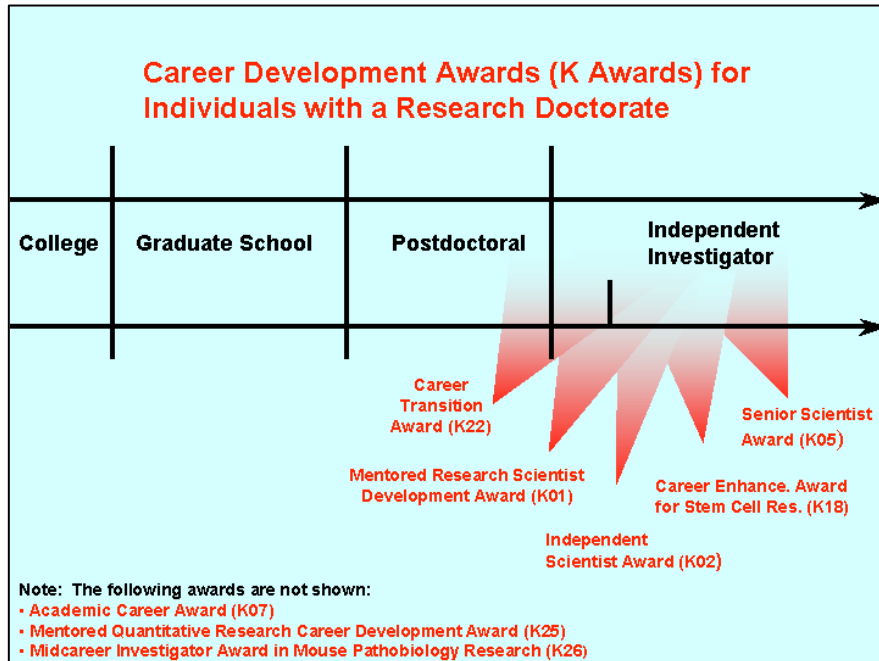 Career Development Awards (K Awards) for
Individuals with a Research Doctorate
College
Graduate School
Postdoctoral
Independent
Investigator
Career
Transition
Award (K22)
Mentored Research Scientist
Development Award (K01)
Independent
Scientist Award (K02)
Career Enhance. Award
for Stem Cell Res. (K18)
Senior Scientist
Award (K05)
Note: The following awards are not shown:
• Academic Career Award (K07)
• Mentored Quantitative Research Career Development Award (K25)
• Midcareer Investigator Award in Mouse Pathobiology Research (K26)